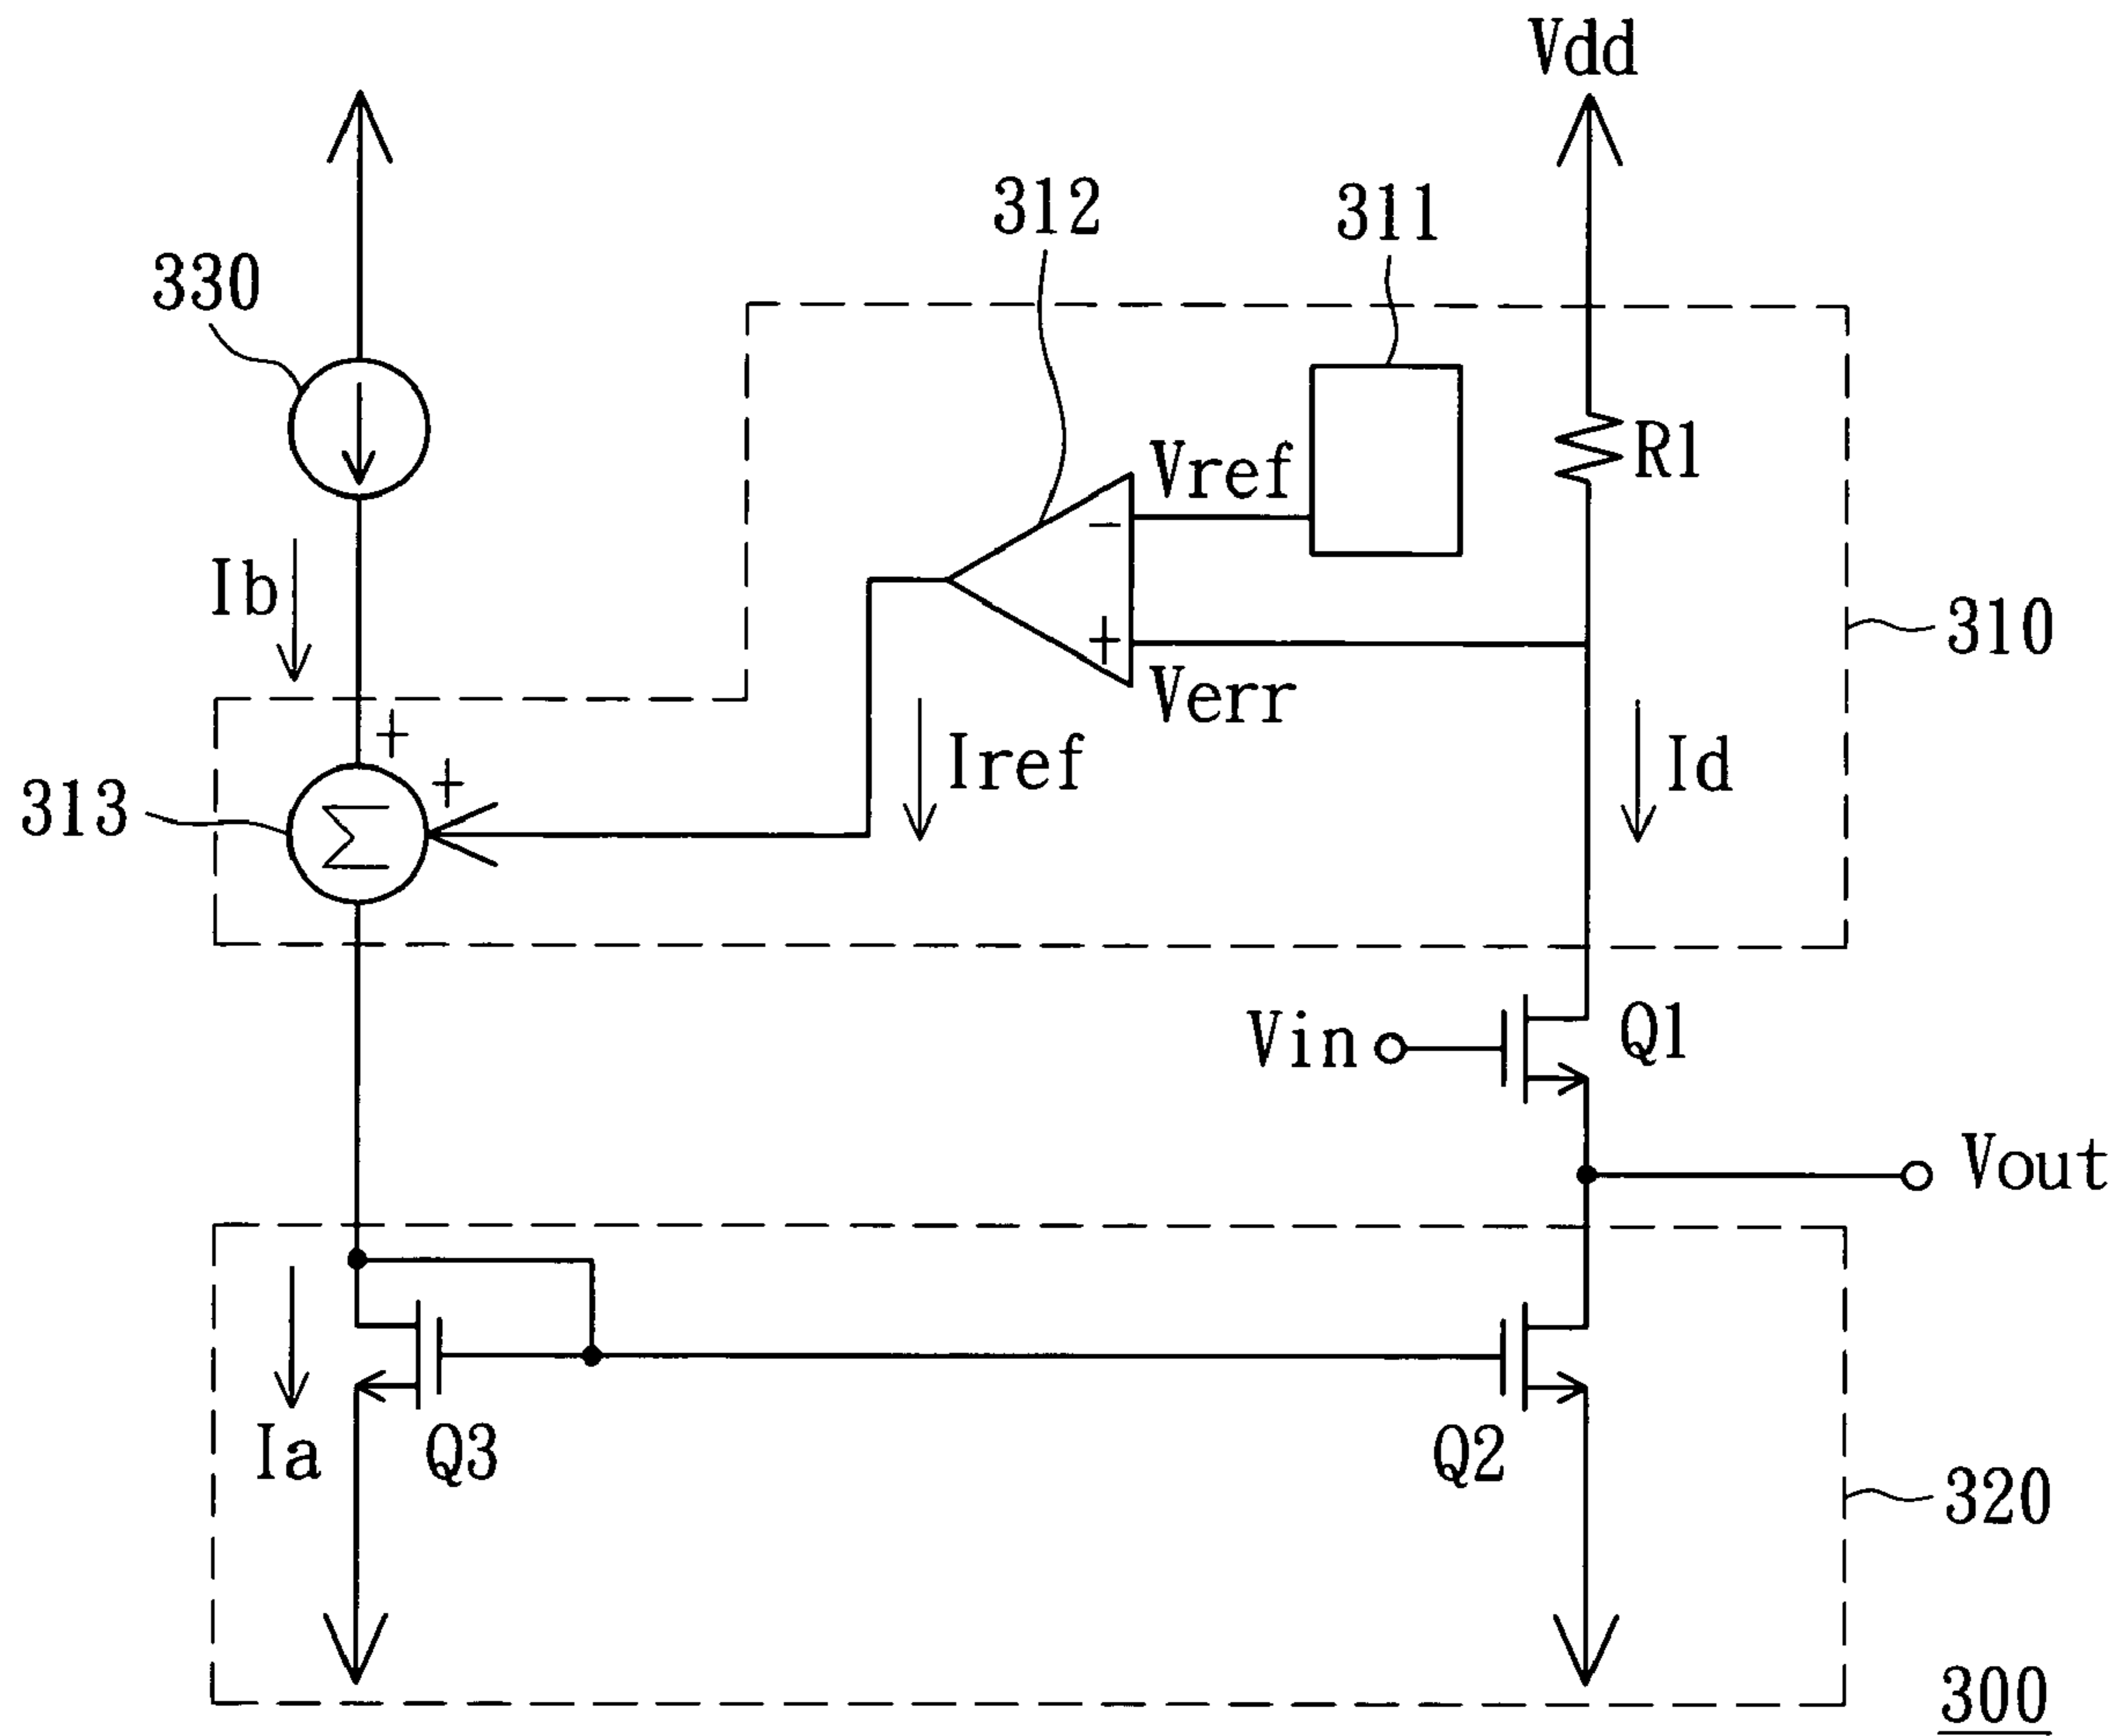 Vdd
312
311
330
Vref
R1
−
Ib
310
+
Verr
+
+
Iref
Id
313
Σ
Vin
Q1
Vout
Ia
Q3
Q2
320
300